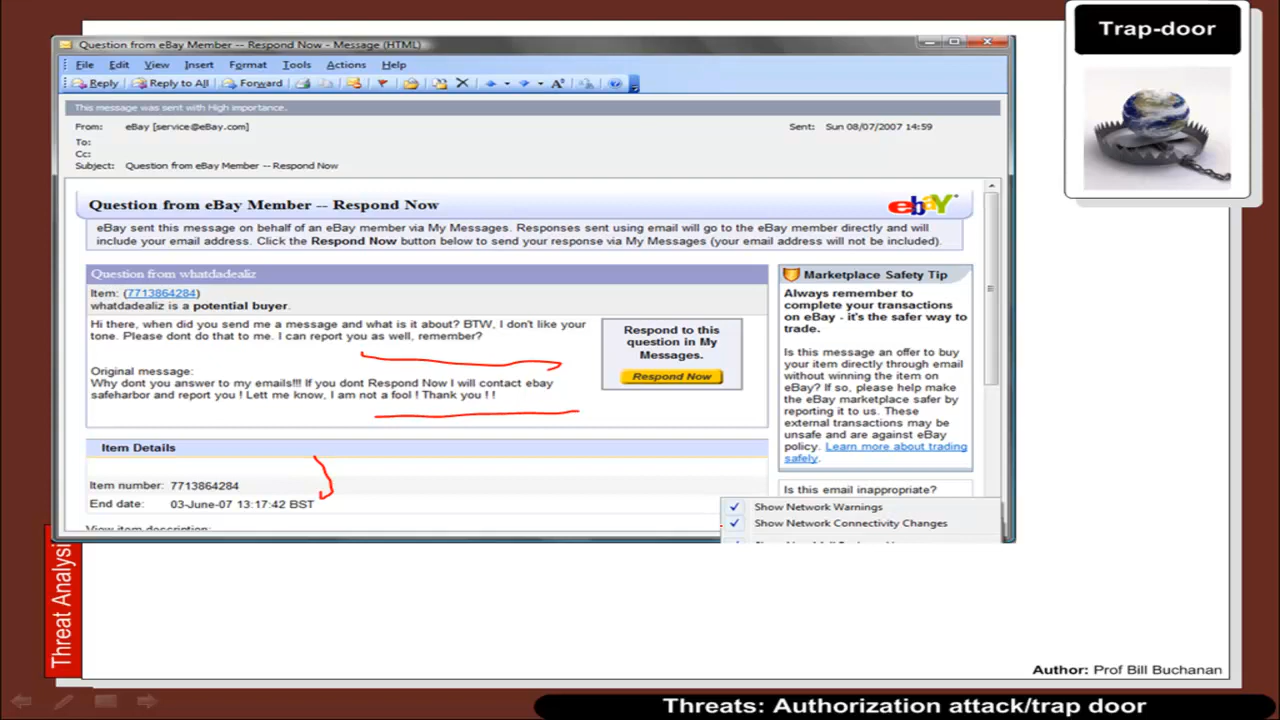 Trap-door
Question from eBay Member -- Respond Now - Message (HTML)
File Edit View Insert Format Tools Actions Help
Reply Reply to All Forward
This message was sent with High importance.
From: eBay [service@eBay.com] Sent: Sun 08/07/2007 14:59
To:
Cc:
Subject: Question from eBay Member -- Respond Now
Question from eBay Member -- Respond Now
ebaY
eBay sent this message on behalf of an eBay member via My Messages. Responses sent using email will go to the eBay member directly and will
include your email address. Click the Respond Now button below to send your response via My Messages (your email address will not be included).
Question from whatdadealiz
Item: (7713864284)
whatdadealiz is a potential buyer.
Hi there, when did you send me a message and what is it about? BTW, I don't like your
tone. Please dont do that to me. I can report you as well, remember?
Original message:
Why dont you answer to my emails!!! If you dont Respond Now I will contact ebay
safeharbor and report you ! Lett me know, I am not a fool ! Thank you ! !
Respond to this
question in My
Messages.
Respond Now
Marketplace Safety Tip
Always remember to
complete your transactions
on eBay - it's the safer way to
trade.
Is this message an offer to buy
your item directly through email
without winning the item on
eBay? If so, please help make
the eBay marketplace safer by
reporting it to us. These
external transactions may be
unsafe and are against eBay
policy. Learn more about trading
safely.
Is this email inappropriate?
Item Details
Item number: 7713864284
End date: 03-June-07 13:17:42 BST
View item description:
Show Network Warnings
Show Network Connectivity Changes
Threat Analysi
Author: Prof Bill Buchanan
Threats: Authorization attack/trap door